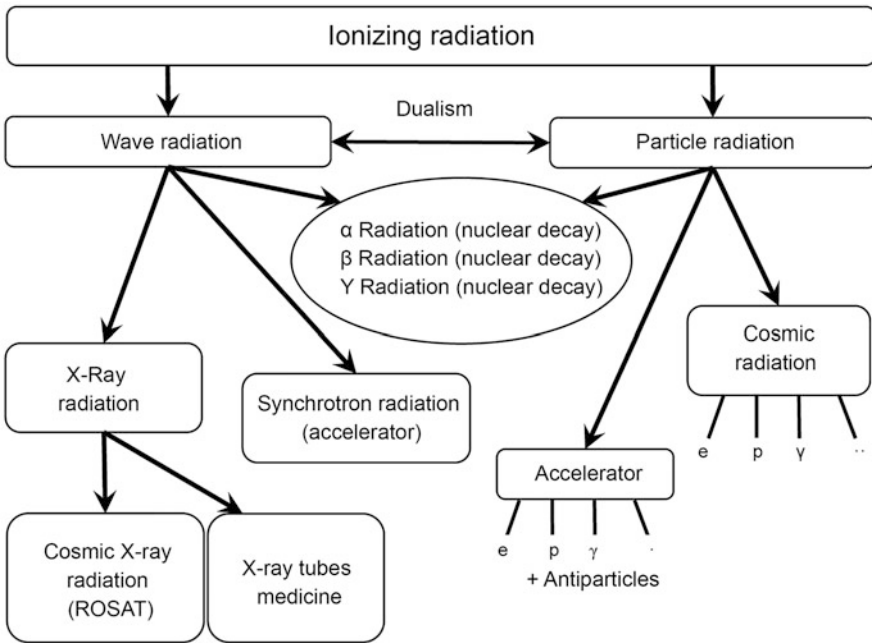 Ionizing radiation
Dualism
Wave radiation
Particle radiation
α Radiation (nuclear decay)
β Radiation (nuclear decay)
Υ Radiation (nuclear decay)
Cosmic
radiation
e p γ ..
X-Ray
radiation
Synchrotron radiation
(accelerator)
Accelerator
e p γ .
+ Antiparticles
Cosmic X-ray
radiation
(ROSAT)
X-ray tubes
medicine